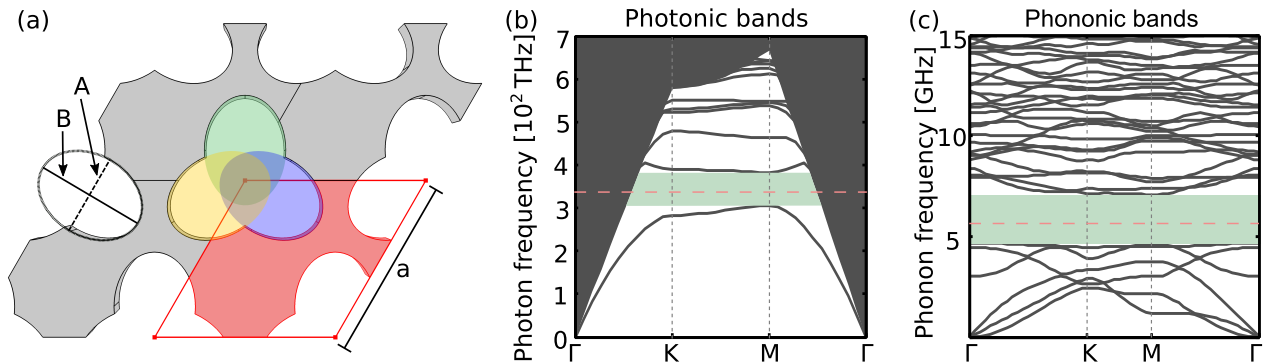 (a)
A
B
a
(b)
Photonic bands
Photon frequency [10² THz]
7
6
5
4
3
2
1
0
Γ K M Γ
(c)
Phononic bands
Phonon frequency [GHz]
15
10
5
Γ K M Γ